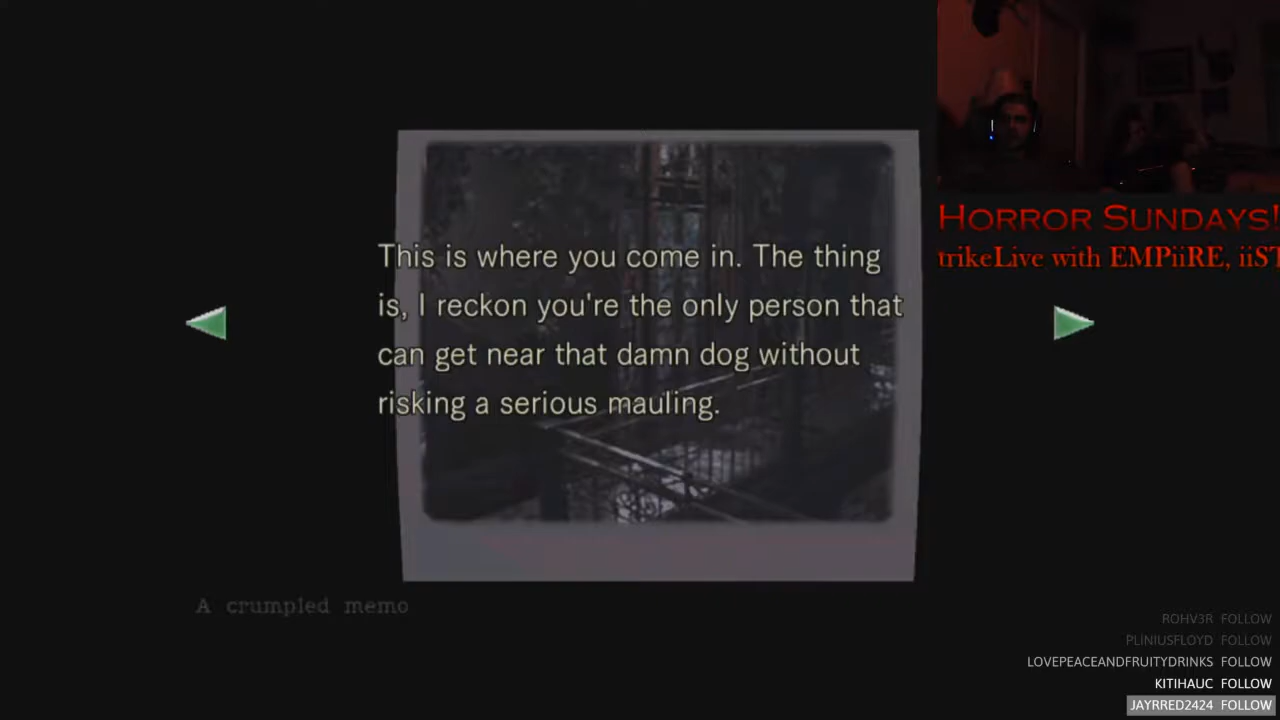 HORROR SUNDAYS!
trikeLive with EMPiiRE, iiST
This is where you come in. The thing
is, I reckon you're the only person that
can get near that damn dog without
risking a serious mauling.
A crumpled memo
ROHV3R FOLLOW
PLINIUSFLOYD FOLLOW
LOVEPEACEANDFRUITYDRINKS FOLLOW
KITIHAUC FOLLOW
JAYRRED2424 FOLLOW